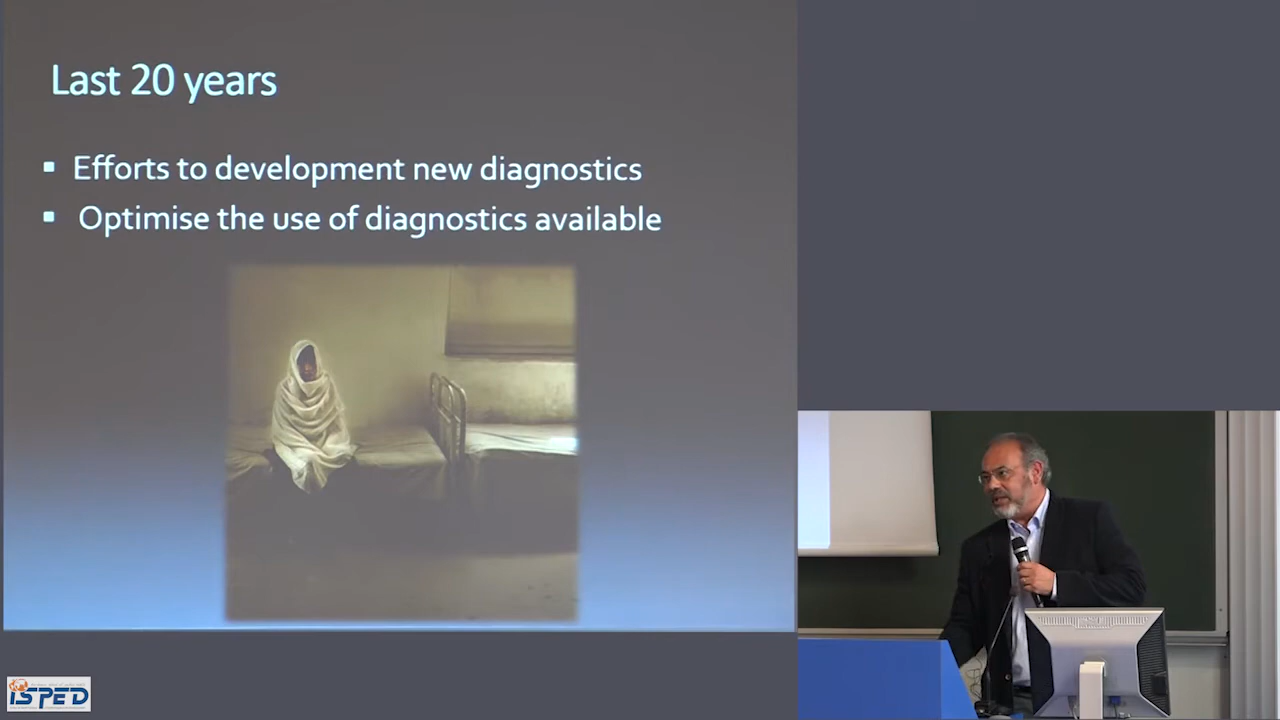 Last 20 years
▪ Efforts to development new diagnostics
▪ Optimise the use of diagnostics available
iSPED